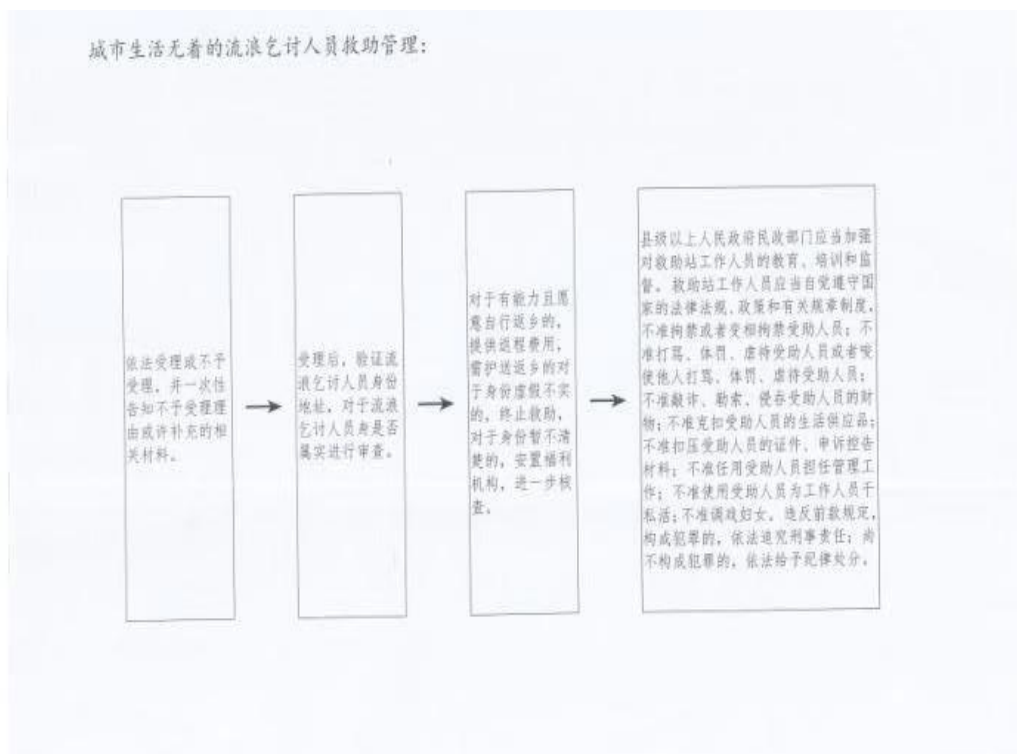 城市生活无着的流浪乞讨人员救助管理:
依法受理或不予
受理，并一次性
告知不予受理理
由或许补充的相
关材料。
受理后，验证流
浪乞讨人员身份
地址，对于流浪
乞讨人员身是否
属实进行审查。
对于有能力且愿
意自行返乡的，
提供返程费用，
需护送返乡的对
于身份虚假不实
的，终止救助，
对于身份暂不清
楚的，安置福利
机构，进一步核
查。
县级以上人民政府民政部门应当加强
对救助站工作人员的教育、培训和监
督。救助站工作人员应当自觉遵守国
家的法律法规、政策和有关规章制度，
不准拘禁或者变相拘禁受助人员；不
准打骂、体罚、虐待受助人员或者唆
使他人打骂、体罚、虐待受助人员；
不准敲诈、勒索、侵吞受助人员的财
物；不准克扣受助人员的生活供应品；
不准扣压受助人员的证件、申诉控告
材料；不准任用受助人员担任管理工
作；不准使用受助人员为工作人员干
私活；不准调戏妇女。违反前款规定，
构成犯罪的，依法追究刑事责任；尚
不构成犯罪的，依法给予纪律处分。